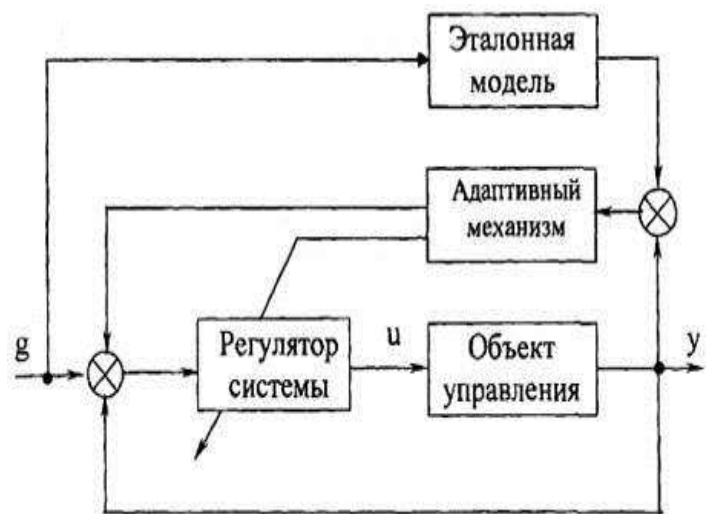 Эталонная
модель
Адаптивный
механизм
g
Регулятор
системы
u
Объект
управления
y